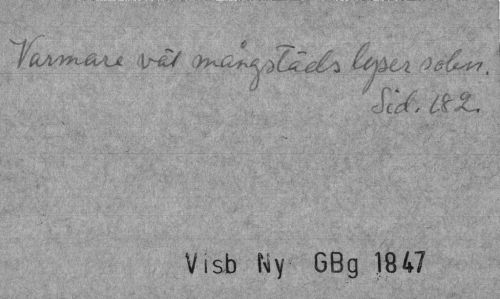 Varmare vät mångstäds lyser solen.
Sid. 182.
Visb Ny GBg 1847